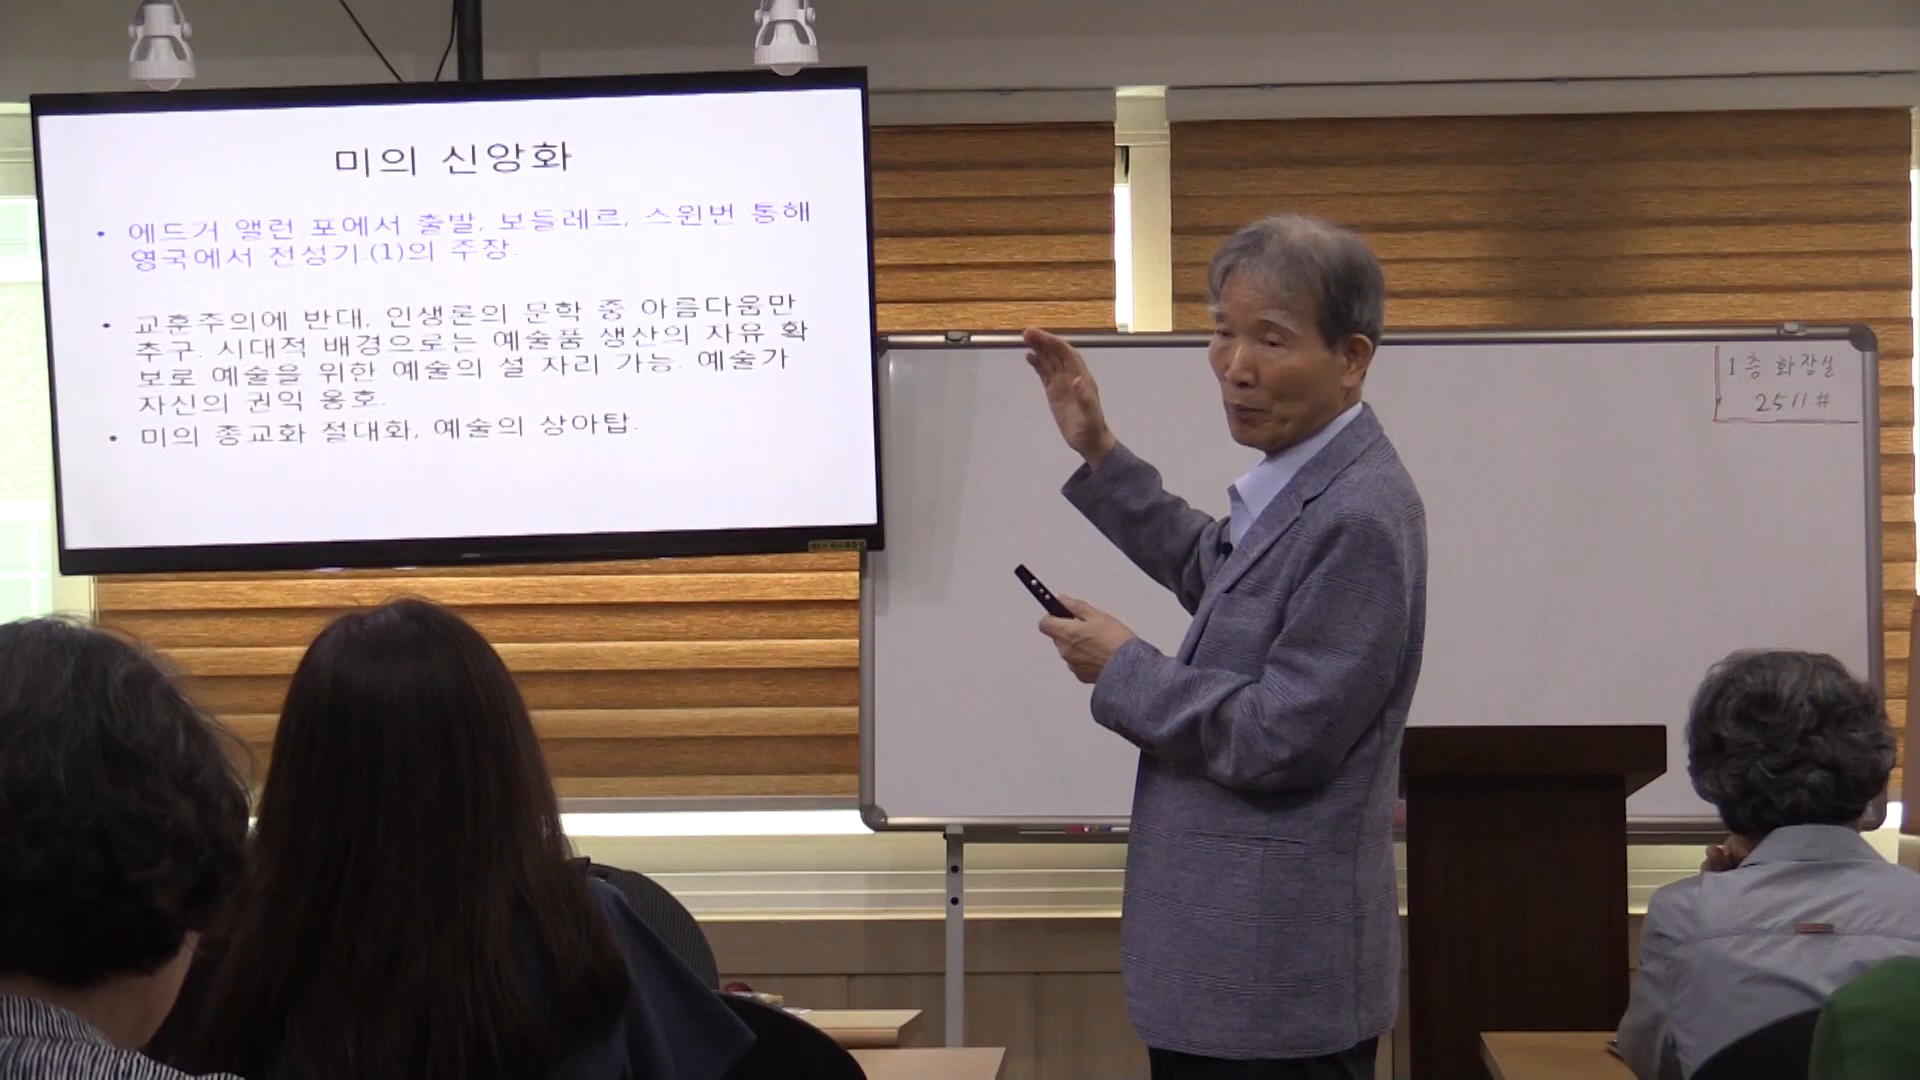 미의 신앙화
• 에드거 앨런 포에서 출발, 보들레르, 스윈번 통해
영국에서 전성기.(1)의 주장.
• 교훈주의에 반대, 인생론의 문학 중 아름다움만
추구. 시대적 배경으로는 예술품 생산의 자유 확
보로 예술을 위한 예술의 설 자리 가능. 예술가
자신의 권익 옹호.
• 미의 종교화 절대화, 예술의 상아탑.
1층 화장실
2511#